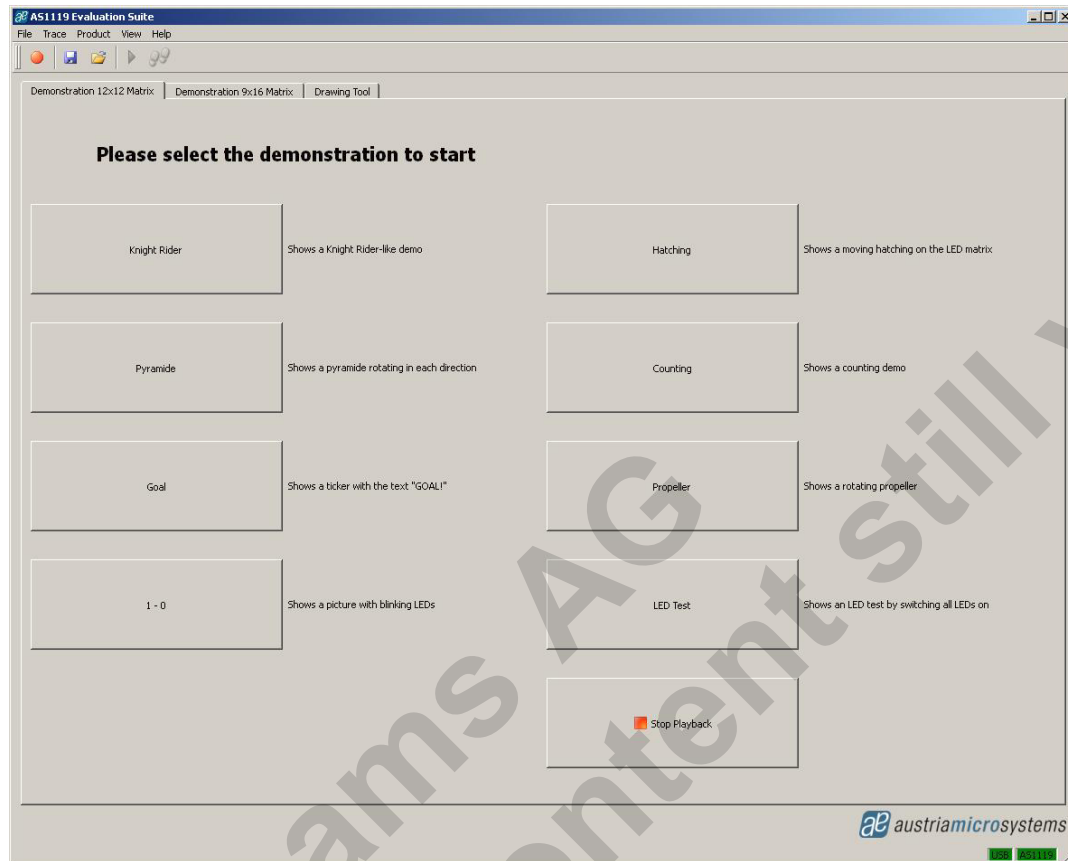 AS1119 Evaluation Suite
File Trace Product View Help
Demonstration 12x12 Matrix Demonstration 9x16 Matrix Drawing Tool
Please select the demonstration to start
Knight Rider Shows a Knight Rider-like demo Hatching Shows a moving hatching on the LED matrix
Pyramide Shows a pyramide rotating in each direction Counting Shows a counting demo
Goal Shows a ticker with the text "GOAL!" Propeller Shows a rotating propeller
1 - 0 Shows a picture with blinking LEDs LED Test Shows an LED test by switching all LEDs on
Stop Playback
ams AG
still
austriamicrosystems
USB AS1119